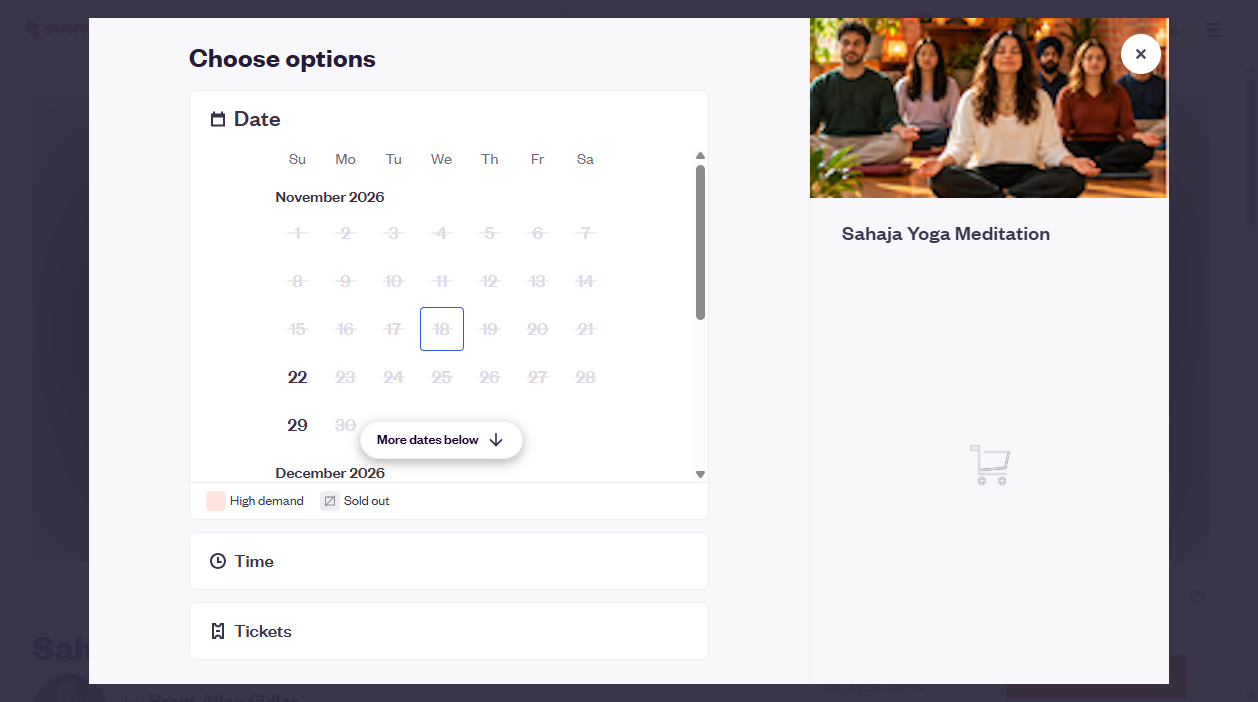 Choose options
Date
Su Mo Tu We Th Fr Sa
November 2026
1 2 3 4 5 6 7
8 9 10 11 12 13 14
15 16 17 18 19 20 21
22 23 24 25 26 27 28
29 30
More dates below
December 2026
High demand Sold out
Time
Tickets
Sahaja Yoga Meditation